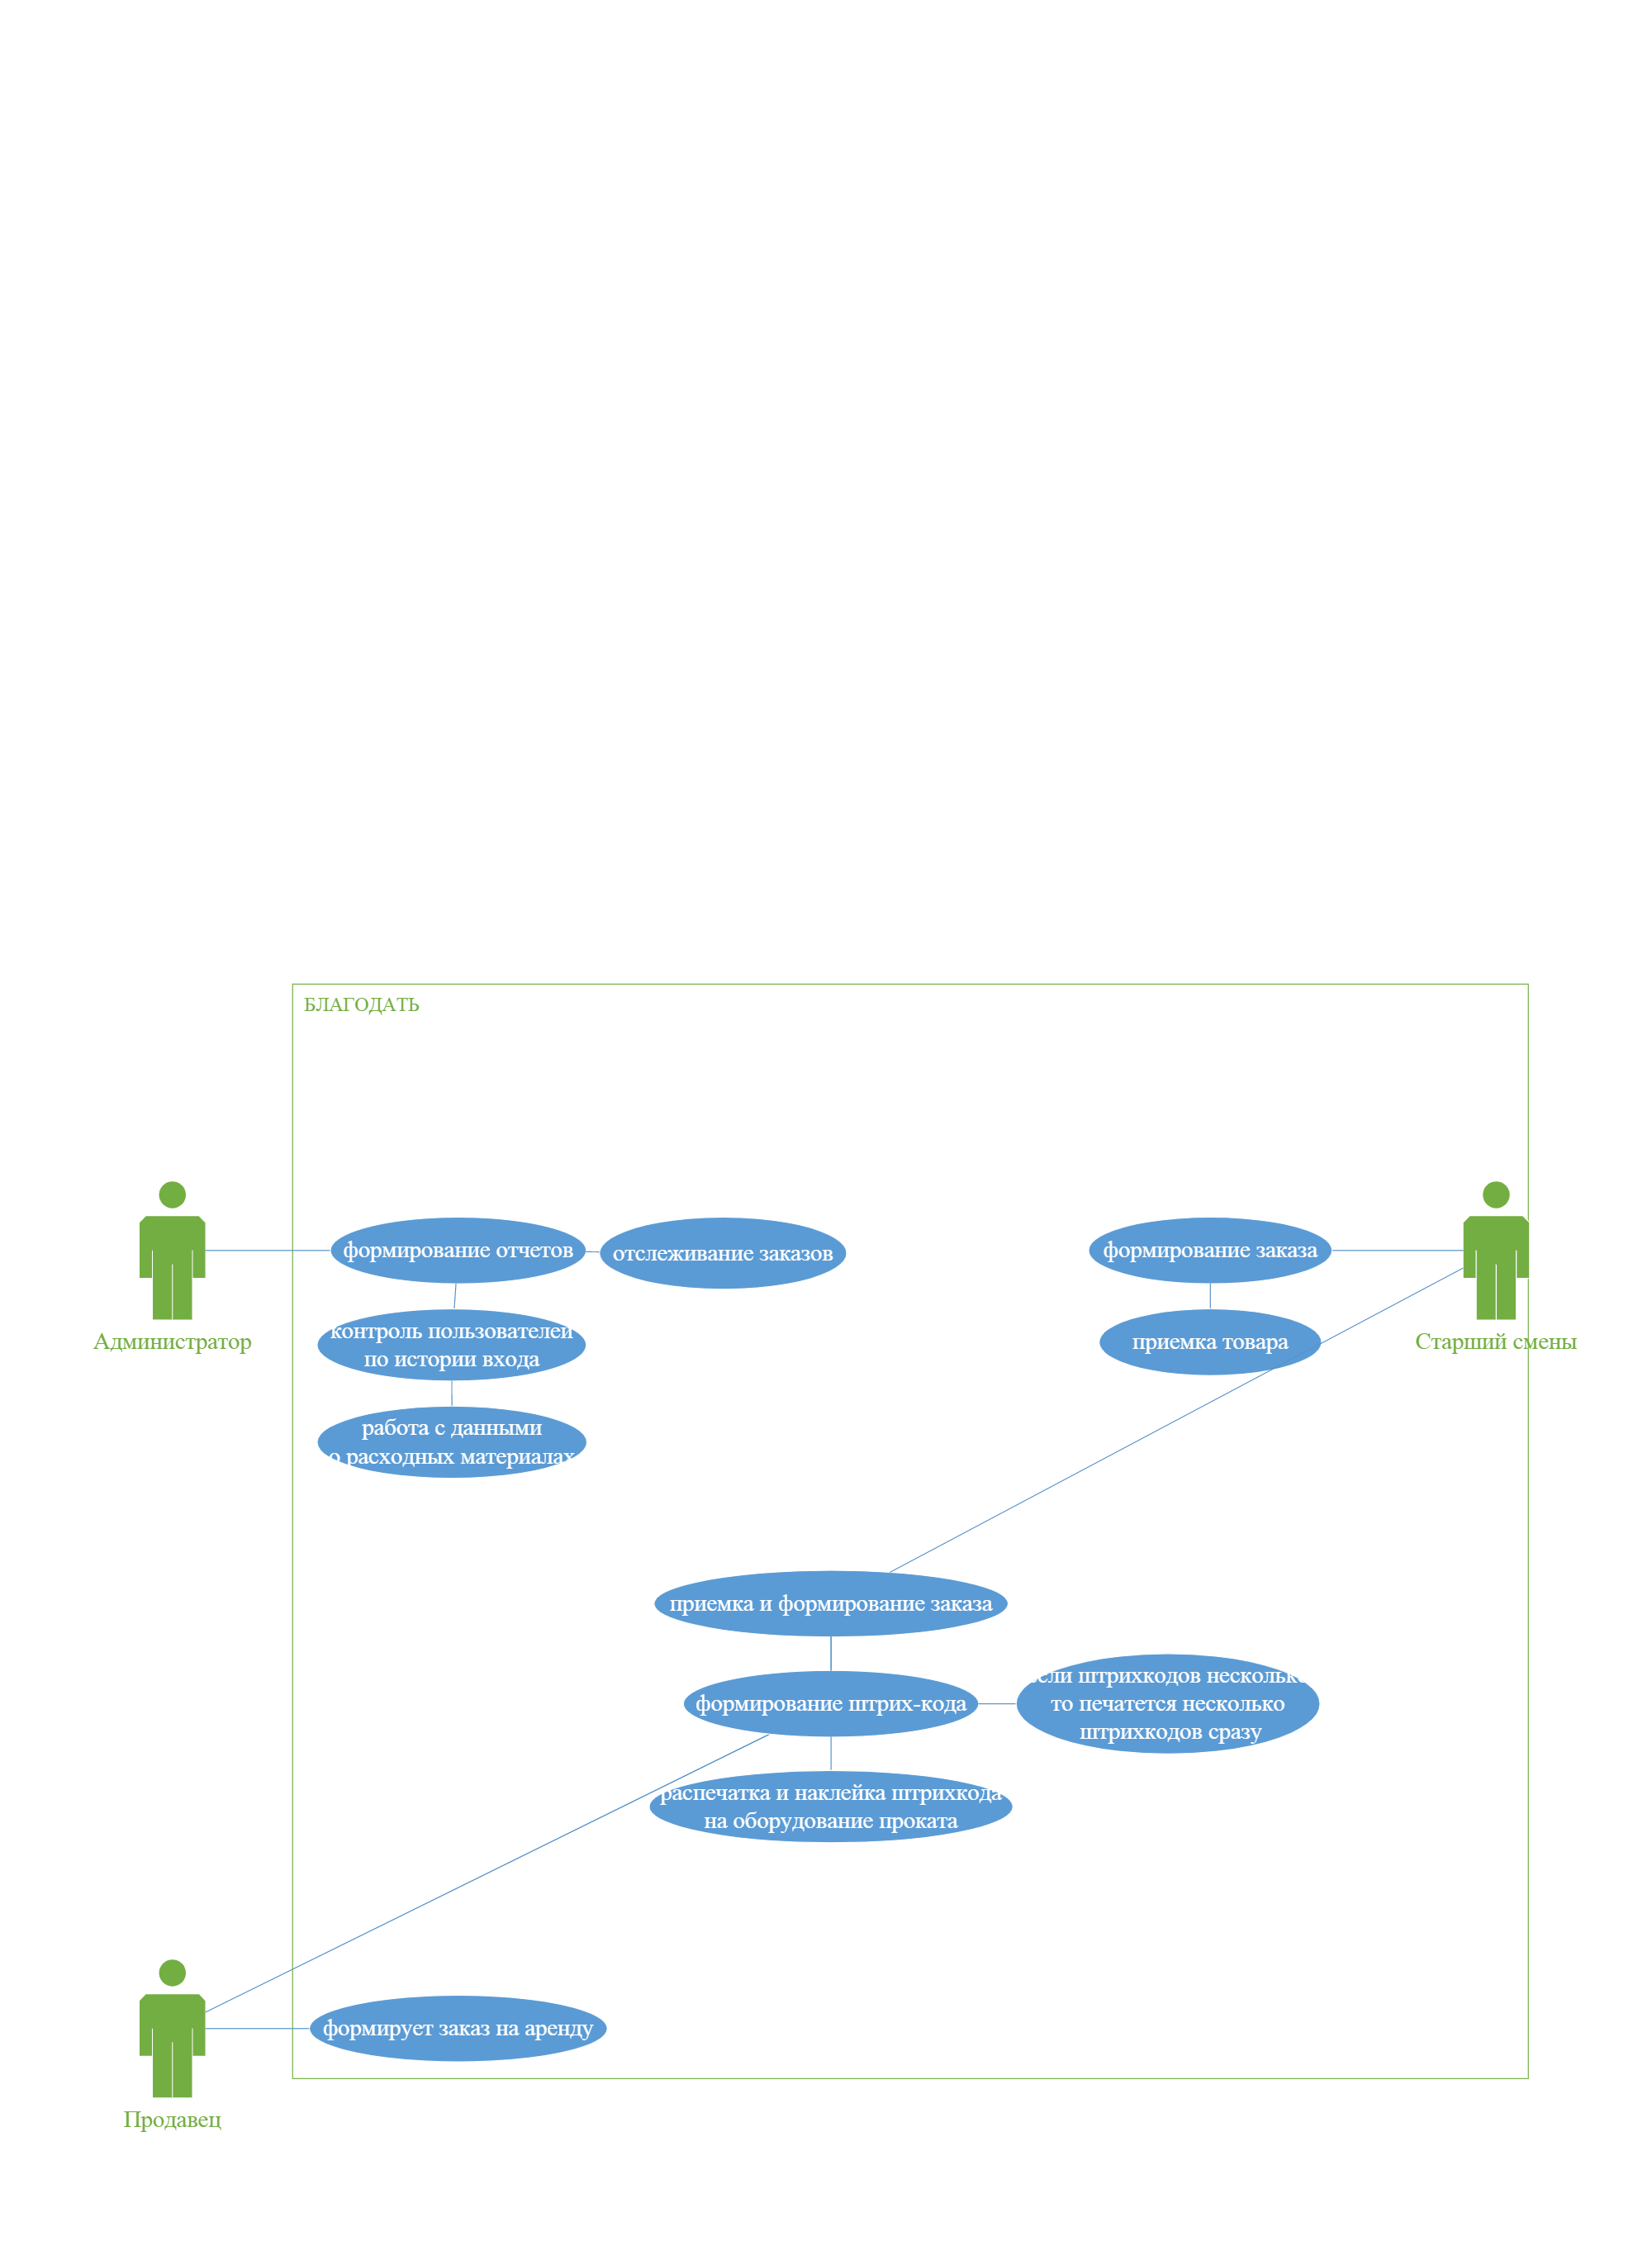 БЛАГОДАТЬ
формирование отчетов
отслеживание заказов
формирование заказа
контроль пользователей
по истории входа
Администратор
приемка товара
Старший смены
работа с данными
о расходных материалах
приемка и формирование заказа
формирование штрих-кода
если штрихкодов несколько
то печатется несколько
штрихкодов сразу
распечатка и наклейка штрихкода
на оборудование проката
формирует заказ на аренду
Продавец